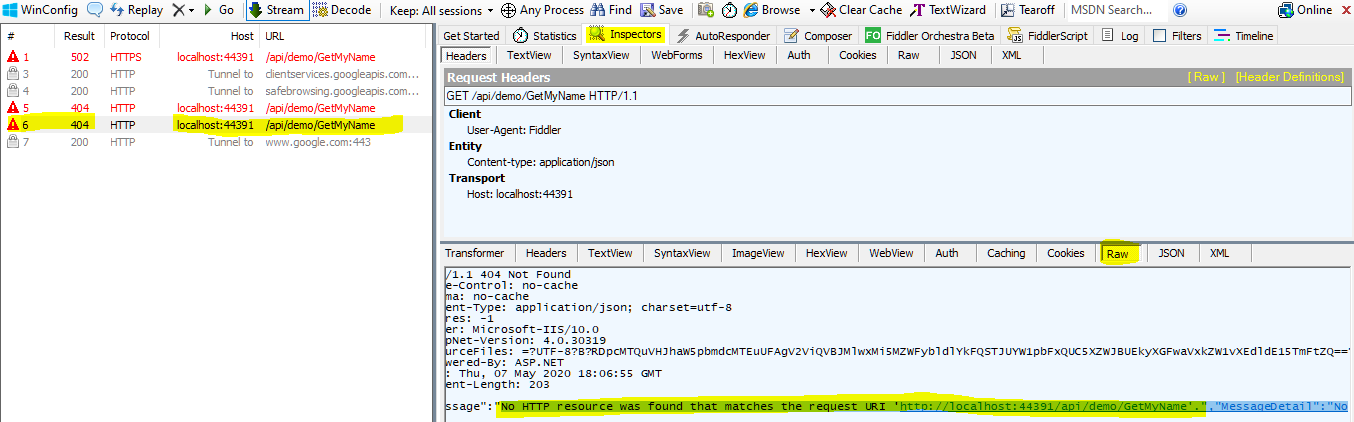 WinConfig Replay Go Stream Decode Keep: All sessions Any Process Find Save Browse Clear Cache TextWizard Tearoff MSDN Search... Online
# Result Protocol Host URL
1 502 HTTPS localhost:44391 /api/demo/GetMyName
3 200 HTTP Tunnel to clientservices.googleapis.com...
4 200 HTTP Tunnel to safebrowsing.googleapis.com...
5 404 HTTP localhost:44391 /api/demo/GetMyName
6 404 HTTP localhost:44391 /api/demo/GetMyName
7 200 HTTP Tunnel to www.google.com:443
Get Started Statistics Inspectors AutoResponder Composer FO Fiddler Orchestra Beta FiddlerScript Log Filters Timeline
Headers TextView SyntaxView WebForms HexView Auth Cookies Raw JSON XML
Request Headers [ Raw ] [Header Definitions]
GET /api/demo/GetMyName HTTP/1.1
Client
User-Agent: Fiddler
Entity
Content-type: application/json
Transport
Host: localhost:44391
Transformer Headers TextView SyntaxView ImageView HexView WebView Auth Caching Cookies Raw JSON XML
/1.1 404 Not Found
e-Control: no-cache
ma: no-cache
ent-Type: application/json; charset=utf-8
res: -1
er: Microsoft-IIS/10.0
pNet-Version: 4.0.30319
urceFiles:
wered-By: ASP.NET
: Thu, 07 May 2020 18:06:55 GMT
ent-Length: 203
ssage":"No HTTP resource was found that matches the request URI 'http://localhost:44391/api/demo/GetMyName'.","MessageDetail":"No